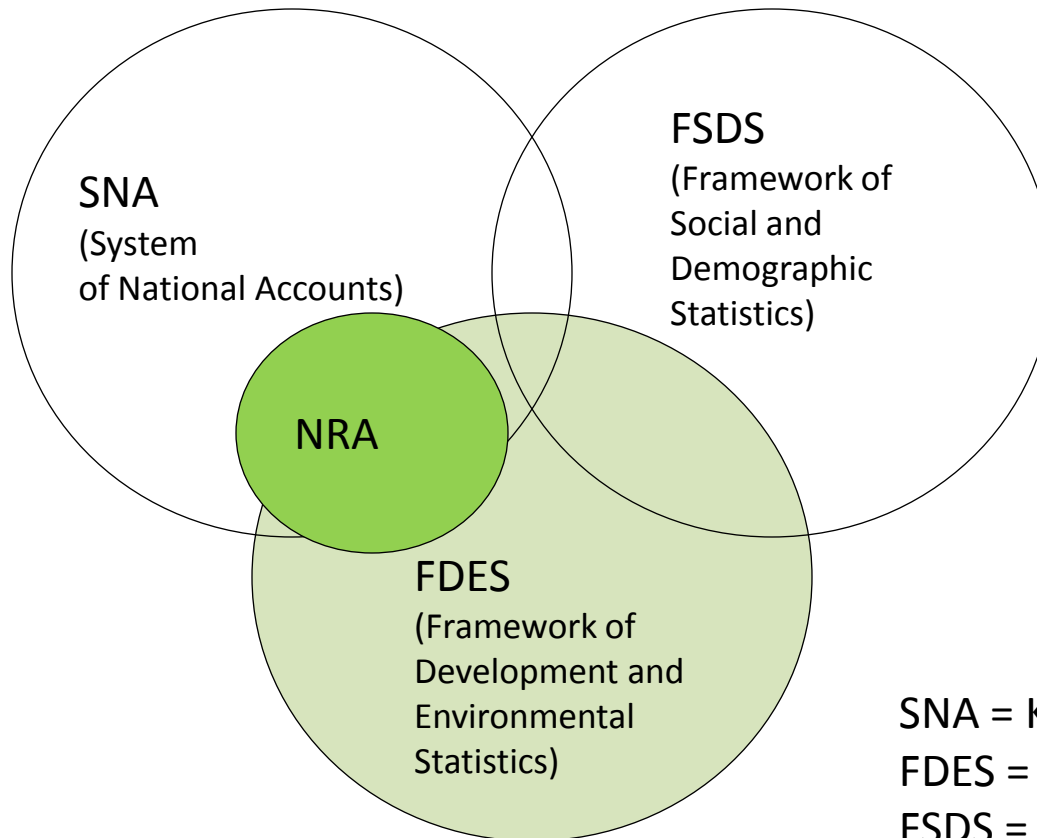 SNA
(System
of National Accounts)
FSDS
(Framework of
Social and
Demographic
Statistics)
NRA
FDES
(Framework of
Development and
Environmental
Statistics)
SNA =
FDES =
FSDS =